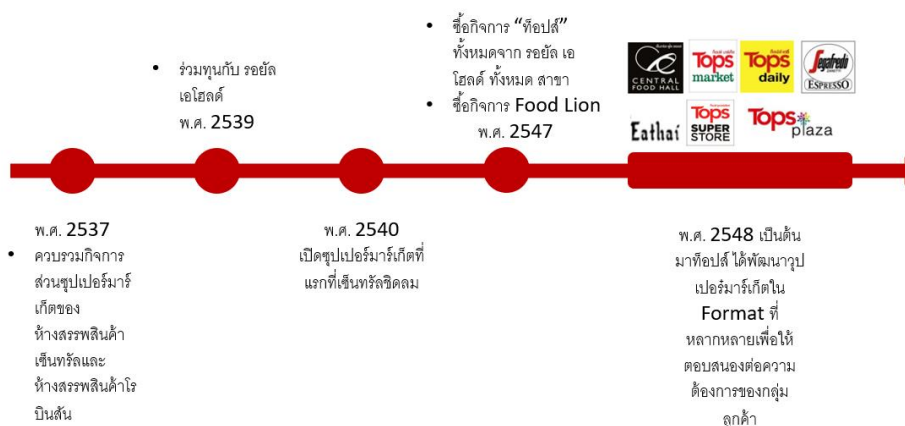 • ร่วมทุนกับ รอยัล
เอโฮลด์
พ.ศ. 2539
• ซื้อกิจการ “ท็อปส์”
ทั้งหมดจาก รอยัล เอ
โฮลด์ ทั้งหมด สาขา
• ซื้อกิจการ Food Lion
พ.ศ. 2547
CENTRAL
FOOD HALL
Tops
market
Tops
daily
Segafredo
ESPRESSO
Eathai
Tops
SUPER
STORE
Tops
plaza
พ.ศ. 2537
• ควบรวมกิจการ
ส่วนซุปเปอร์มาร์
เก็ตของ
ห้างสรรพสินค้า
เซ็นทรัลและ
ห้างสรรพสินค้าโร
บินสัน
พ.ศ. 2540
เปิดซุปเปอร์มาร์เก็ตที่
แรกที่เซ็นทรัลชิดลม
พ.ศ. 2548 เป็นต้น
มาท็อปส์ ได้พัฒนาวุป
เปอร์มาร์เก็ตใน
Format ที่
หลากหลายเพื่อให้
ตอบสนองต่อความ
ต้องการของกลุ่ม
ลูกค้า